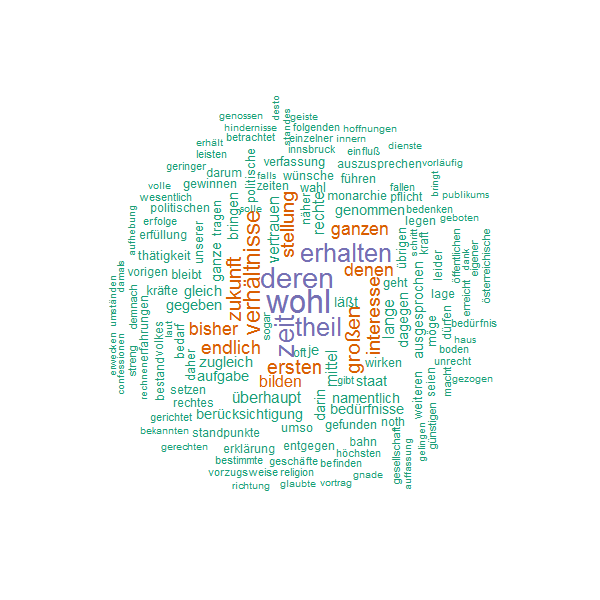 desto
genossen
standes
geiste
hindernisse
folgenden
hoffnungen
betrachtet
einzelner
innern
erhält
innsbruck
einfluß
dienste
leisten
politische
verfassung
auszusprechen
vorläufig
geringer
darum
falls
wünsche
führen
fallen
bringt
volle
gewinnen
zeiten
wahl
monarchie
pflicht
publikums
wesentlich
tragen
solle
näher
rechte
genommen
bedenken
politischen
bringen
stellung
legen
geboten
aufhebung
erfolge
unserer
vertrauen
ganzen
übrigen
schritt
kraft
erfüllung
verhältnisse
erhalten
öffentlichen
dank
eigener
österreichische
thätigkeit
ganze
zukunft
denen
geht
leider
vorigen
bleibt
deren
interesse
ausgesprochen
damals
kräfte
gleich
wohl
läßt
lange
dagegen
lage
erreicht
umständen
gegeben
zeit
theil
großen
möge
dürfen
bedürfnis
demnach
laut
bisher
sogar
haus
erfahrungen
bedarf
endlich
oft
je
boden
erwecken
confessionen
streng
rechnen
bestand
volkes
daher
zugleich
ersten
mittel
wirken
unrecht
aufgabe
bilden
gibt
staat
weiteren
seien
macht
gezogen
setzen
überhaupt
darin
namentlich
rechtes
bedürfnisse
günstigen
gerichtet
berücksichtigung
gefunden
noth
bekannten
standpunkte
umso
gesellschaft
gelingen
gerechten
erklärung
entgegen
bahn
auffassung
bestimmte
geschäfte
höchsten
befinden
vorzugsweise
religion
gnade
richtung
glaubte
vortrag